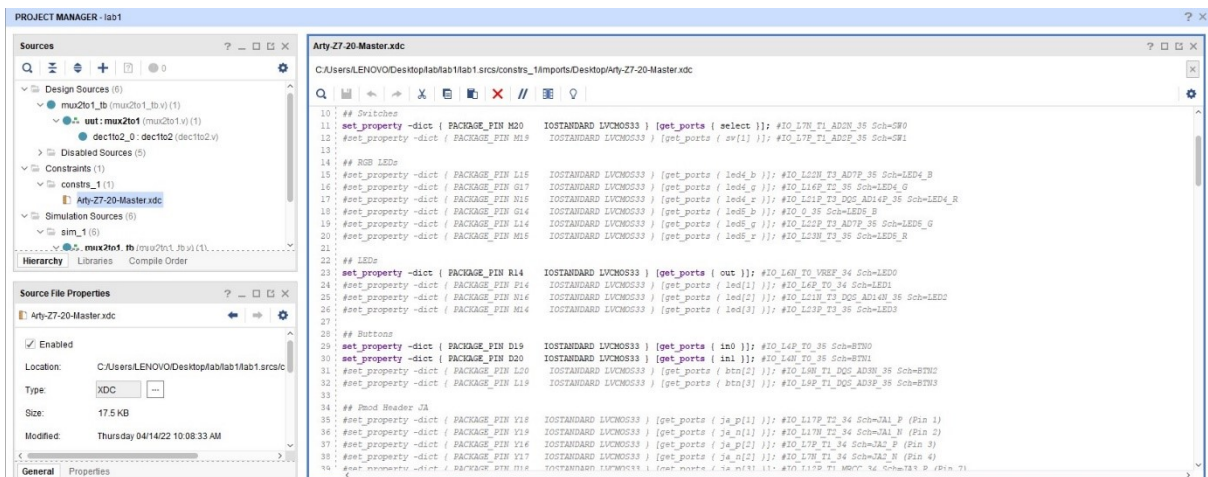 PROJECT MANAGER - lab1
Sources
Design Sources (6)
mux2to1_tb (mux2to1_tb.v) (1)
uut : mux2to1 (mux2to1.v) (1)
dec1to2_0 : dec1to2 (dec1to2.v)
Disabled Sources (5)
Constraints (1)
constrs_1 (1)
Arty-Z7-20-Master.xdc
Simulation Sources (6)
sim_1 (6)
mux2to1_tb (mux2to1_tb.v) (1)
Hierarchy Libraries Compile Order
Source File Properties
Arty-Z7-20-Master.xdc
Enabled
Location: C:/Users/LENOVO/Desktop/lab/lab1/lab1.srcs/c
Type: XDC ...
Size: 17.5 KB
Modified: Thursday 04/14/22 10:08:33 AM
General Properties
Arty-Z7-20-Master.xdc
C:/Users/LENOVO/Desktop/lab/lab1/lab1.srcs/constrs_1/imports/Desktop/Arty-Z7-20-Master.xdc
10 ## Switches
11 set_property -dict { PACKAGE_PIN M20 IOSTANDARD LVCMOS33 } [get_ports { select }]; #IO_L7N_T1_AD2N_35 Sch=SW0
12 #set_property -dict { PACKAGE_PIN M19 IOSTANDARD LVCMOS33 } [get_ports { sw[1] }]; #IO_L7P_T1_AD2P_35 Sch=SW1
13
14 ## RGB LEDs
15 #set_property -dict { PACKAGE_PIN L15 IOSTANDARD LVCMOS33 } [get_ports { led4_b }]; #IO_L22N_T3_AD7P_35 Sch=LED4_B
16 #set_property -dict { PACKAGE_PIN G17 IOSTANDARD LVCMOS33 } [get_ports { led4_g }]; #IO_L16P_T2_35 Sch=LED4_G
17 #set_property -dict { PACKAGE_PIN N15 IOSTANDARD LVCMOS33 } [get_ports { led4_r }]; #IO_L21P_T3_DQS_AD14P_35 Sch=LED4_R
18 #set_property -dict { PACKAGE_PIN G14 IOSTANDARD LVCMOS33 } [get_ports { led5_b }]; #IO_0_35 Sch=LED5_B
19 #set_property -dict { PACKAGE_PIN L14 IOSTANDARD LVCMOS33 } [get_ports { led5_g }]; #IO_L22P_T3_AD7P_35 Sch=LED5_G
20 #set_property -dict { PACKAGE_PIN M15 IOSTANDARD LVCMOS33 } [get_ports { led5_r }]; #IO_L23N_T3_35 Sch=LED5_R
21
22 ## LEDs
23 set_property -dict { PACKAGE_PIN R14 IOSTANDARD LVCMOS33 } [get_ports { out }]; #IO_L6N_T0_VREF_34 Sch=LED0
24 #set_property -dict { PACKAGE_PIN P14 IOSTANDARD LVCMOS33 } [get_ports { led[1] }]; #IO_L6P_T0_34 Sch=LED1
25 #set_property -dict { PACKAGE_PIN N16 IOSTANDARD LVCMOS33 } [get_ports { led[2] }]; #IO_L21N_T3_DQS_AD14N_35 Sch=LED2
26 #set_property -dict { PACKAGE_PIN M14 IOSTANDARD LVCMOS33 } [get_ports { led[3] }]; #IO_L23P_T3_35 Sch=LED3
27
28 ## Buttons
29 set_property -dict { PACKAGE_PIN D19 IOSTANDARD LVCMOS33 } [get_ports { in0 }]; #IO_L4P_T0_35 Sch=BTN0
30 set_property -dict { PACKAGE_PIN D20 IOSTANDARD LVCMOS33 } [get_ports { in1 }]; #IO_L4N_T0_35 Sch=BTN1
31 #set_property -dict { PACKAGE_PIN L20 IOSTANDARD LVCMOS33 } [get_ports { btn[2] }]; #IO_L9N_T1_DQS_AD3N_35 Sch=BTN2
32 #set_property -dict { PACKAGE_PIN L19 IOSTANDARD LVCMOS33 } [get_ports { btn[3] }]; #IO_L9P_T1_DQS_AD3P_35 Sch=BTN3
33
34 ## Pmod Header JA
35 #set_property -dict { PACKAGE_PIN Y18 IOSTANDARD LVCMOS33 } [get_ports { ja_p[1] }]; #IO_L17P_T2_34 Sch=JA1_P (Pin 1)
36 #set_property -dict { PACKAGE_PIN Y19 IOSTANDARD LVCMOS33 } [get_ports { ja_n[1] }]; #IO_L17N_T2_34 Sch=JA1_N (Pin 2)
37 #set_property -dict { PACKAGE_PIN Y16 IOSTANDARD LVCMOS33 } [get_ports { ja_p[2] }]; #IO_L7P_T1_34 Sch=JA2_P (Pin 3)
38 #set_property -dict { PACKAGE_PIN Y17 IOSTANDARD LVCMOS33 } [get_ports { ja_n[2] }]; #IO_L7N_T1_34 Sch=JA2_N (Pin 4)
39 #set_property -dict { PACKAGE_PIN U18 IOSTANDARD LVCMOS33 } [get_ports { ja_p[3] }]; #IO_L12P_T1_MRCC_34 Sch=JA3_P (Pin 7)